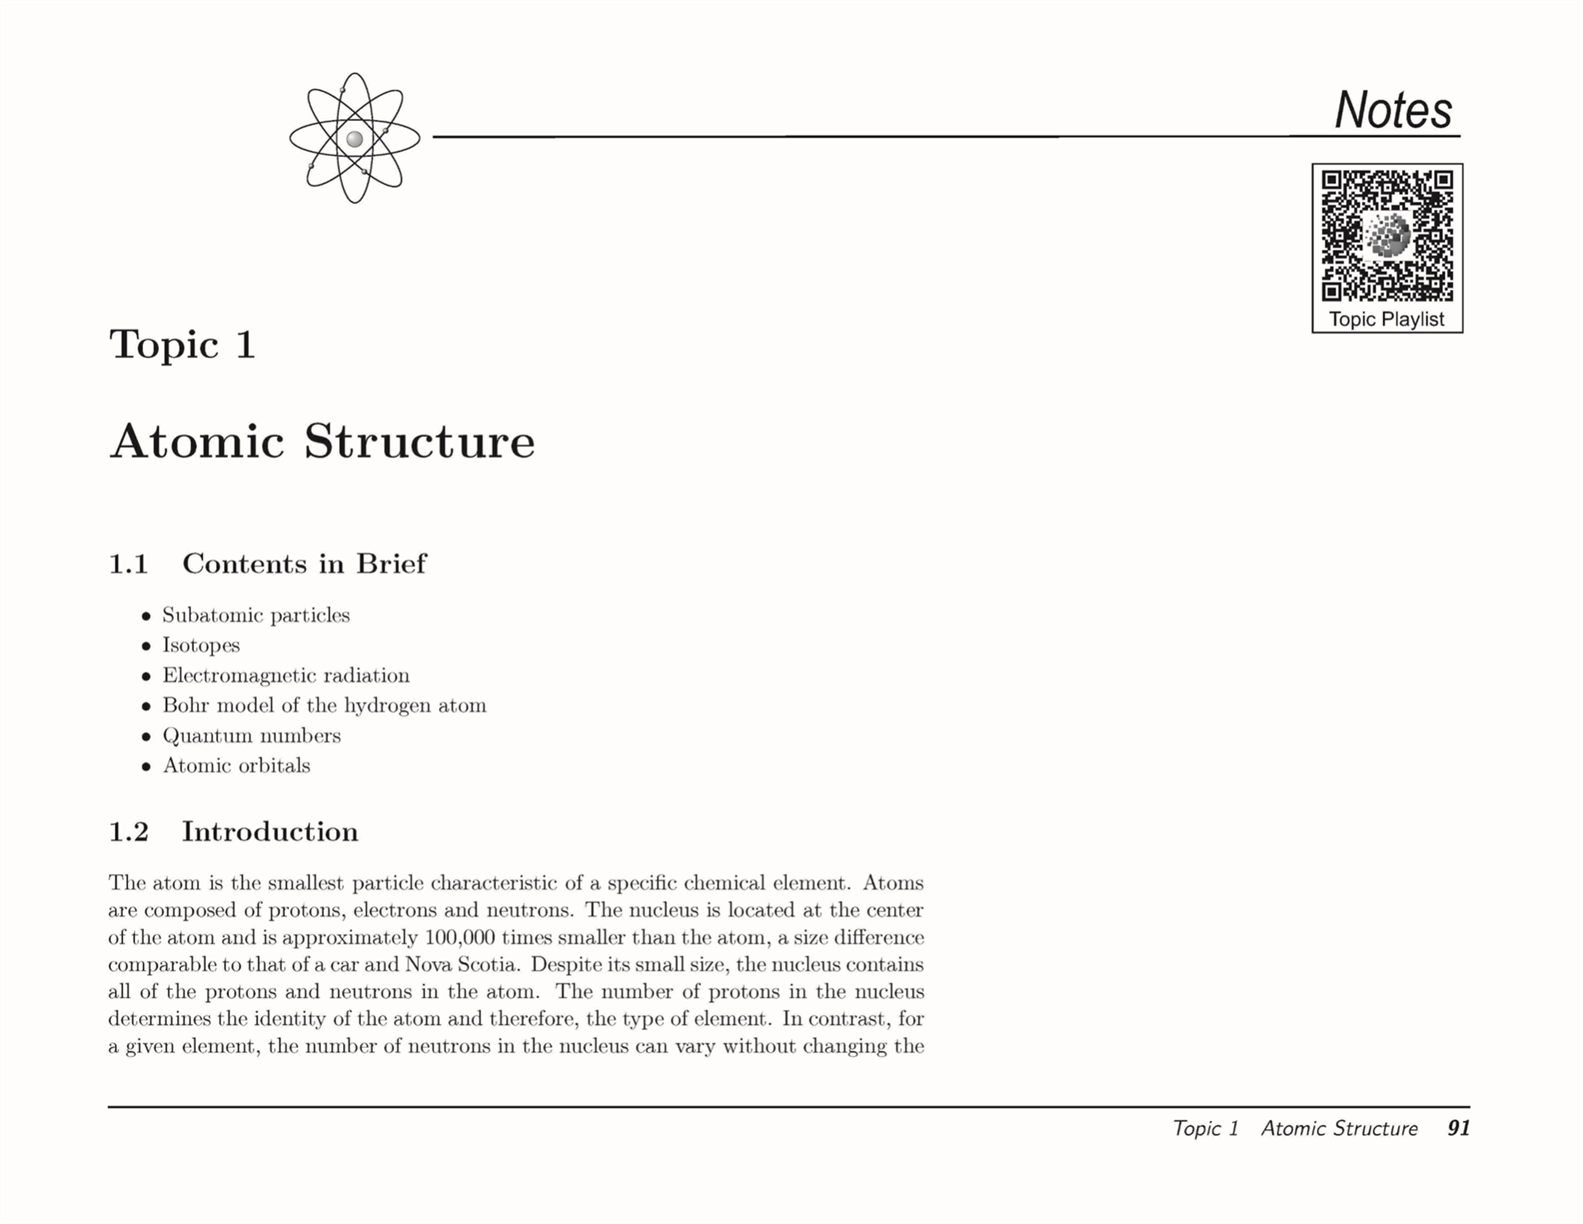 Notes
Topic Playlist
Topic 1
Atomic Structure
1.1 Contents in Brief
• Subatomic particles
• Isotopes
• Electromagnetic radiation
• Bohr model of the hydrogen atom
• Quantum numbers
• Atomic orbitals
1.2 Introduction
The atom is the smallest particle characteristic of a specific chemical element. Atoms
are composed of protons, electrons and neutrons. The nucleus is located at the center
of the atom and is approximately 100,000 times smaller than the atom, a size difference
comparable to that of a car and Nova Scotia. Despite its small size, the nucleus contains
all of the protons and neutrons in the atom. The number of protons in the nucleus
determines the identity of the atom and therefore, the type of element. In contrast, for
a given element, the number of neutrons in the nucleus can vary without changing the
Topic 1 Atomic Structure 91